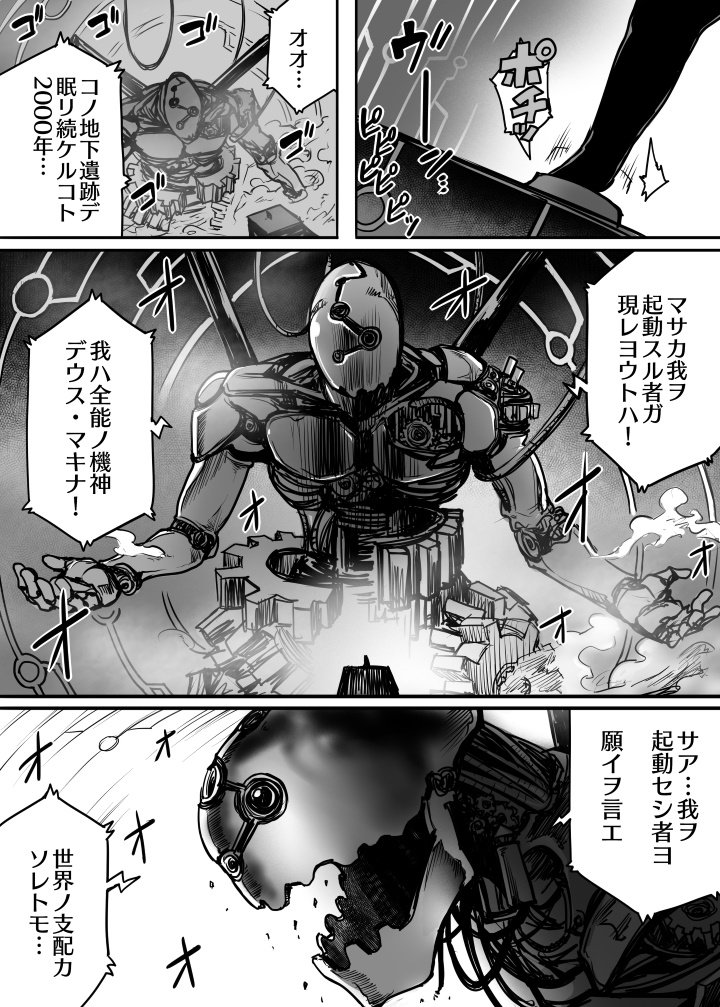 ポチッ
ヴーーン
ピピピピピピッ
オオ…
コノ地下遺跡デ
眠リ続ケルコト
2000年…
ゴゴゴゴ
マサカ我ヲ
起動スル者ガ
現レヨウトハ！
我ハ全能ノ機神
デウス・マキナ！
オオオオオオ
サア…我ヲ
起動セシ者ヨ
願イヲ言エ
世界ノ支配カ
ソレトモ…
オオオオ